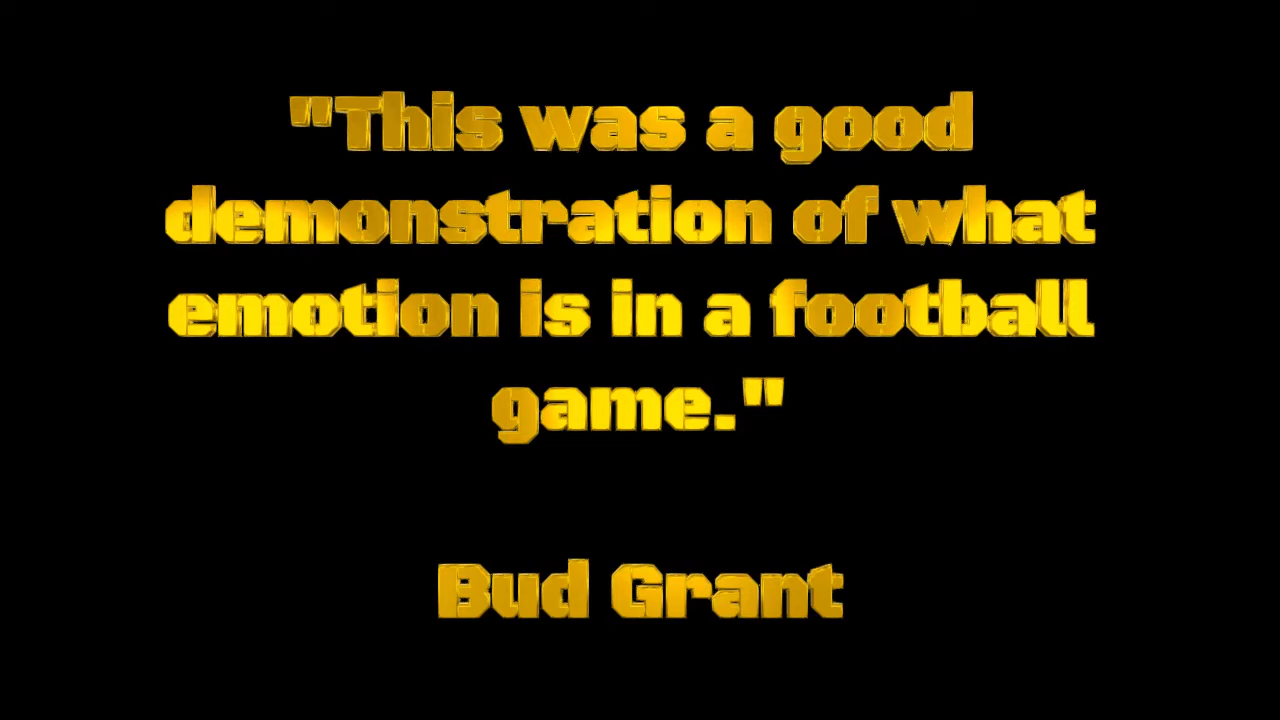 "This was a good
demonstration of what
emotion is in a football
game."
Bud Grant